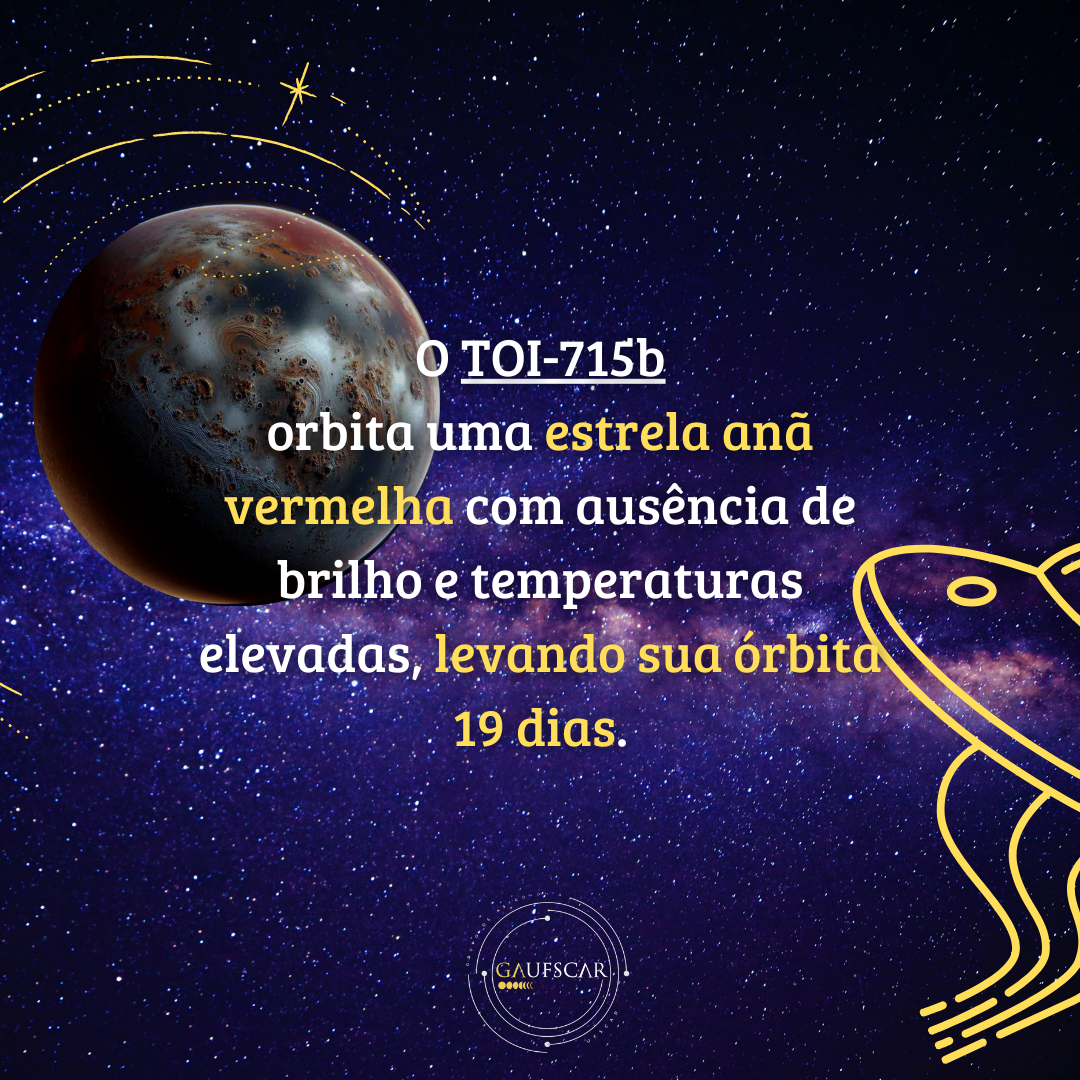 O TOI-715b
orbita uma estrela anã
vermelha com ausência de
brilho e temperaturas
elevadas, levando sua órbita
19 dias.
GAUFSCAR